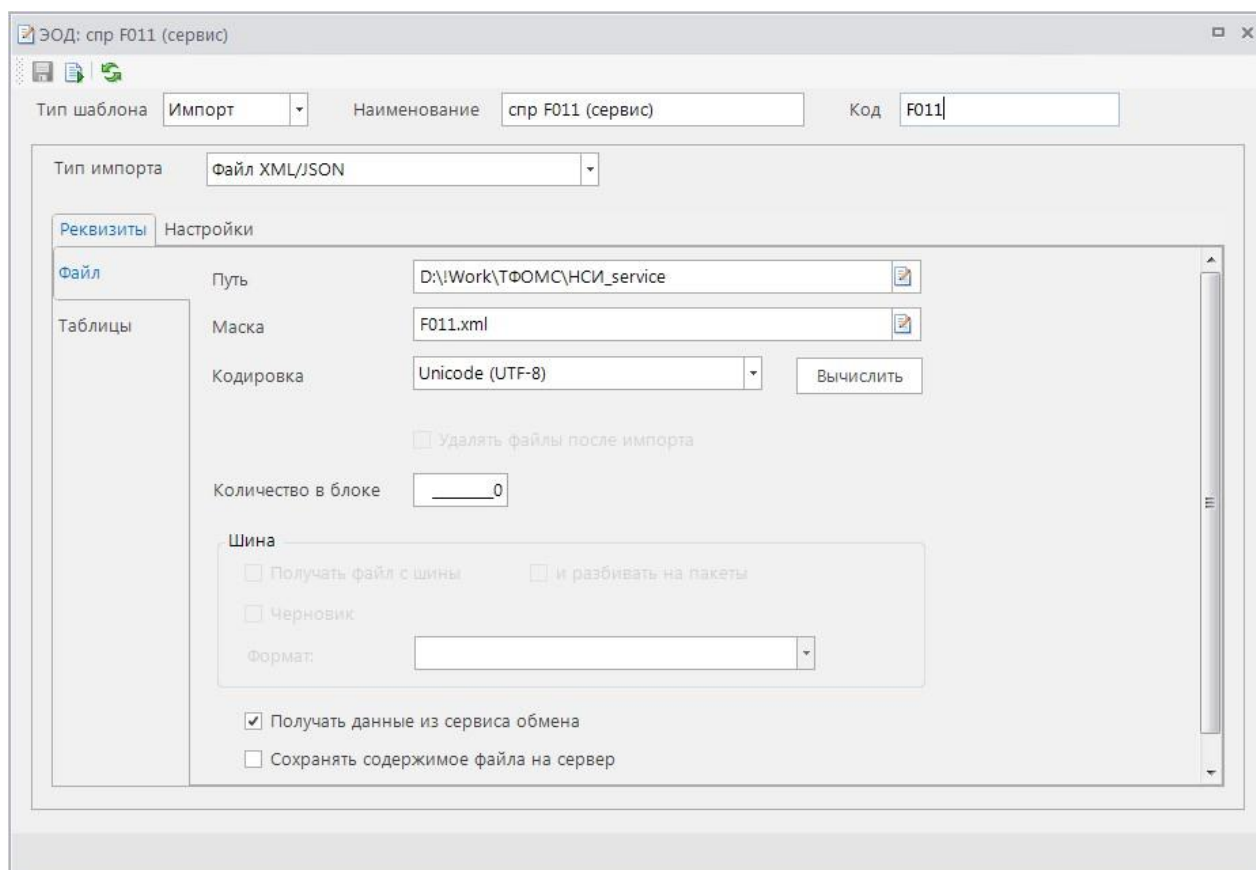 ЭОД: спр F011 (сервис)
Тип шаблона Импорт Наименование спр F011 (сервис) Код F011
Тип импорта Файл XML/JSON
Реквизиты Настройки
Файл Путь D:\!Work\ТФОМС\НСИ_service
Таблицы Маска F011.xml
Кодировка Unicode (UTF-8) Вычислить
Удалять файлы после импорта
Количество в блоке _______0
Шина
Получать файл с шины и разбивать на пакеты
Черновик
Формат:
Получать данные из сервиса обмена
Сохранять содержимое файла на сервер